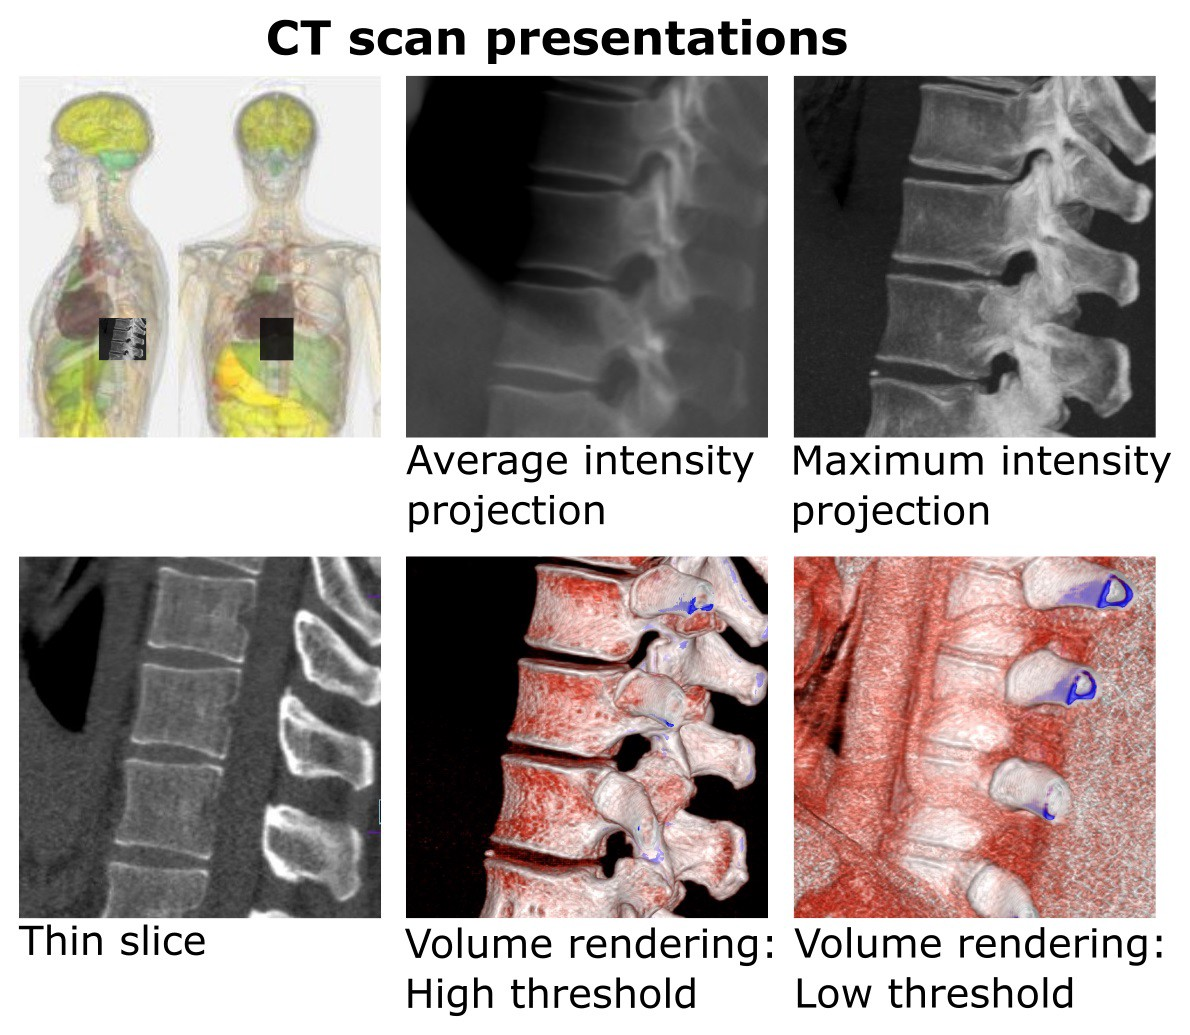 CT scan presentations
Average intensity
projection
Maximum intensity
projection
Thin slice
Volume rendering:
High threshold
Volume rendering:
Low threshold